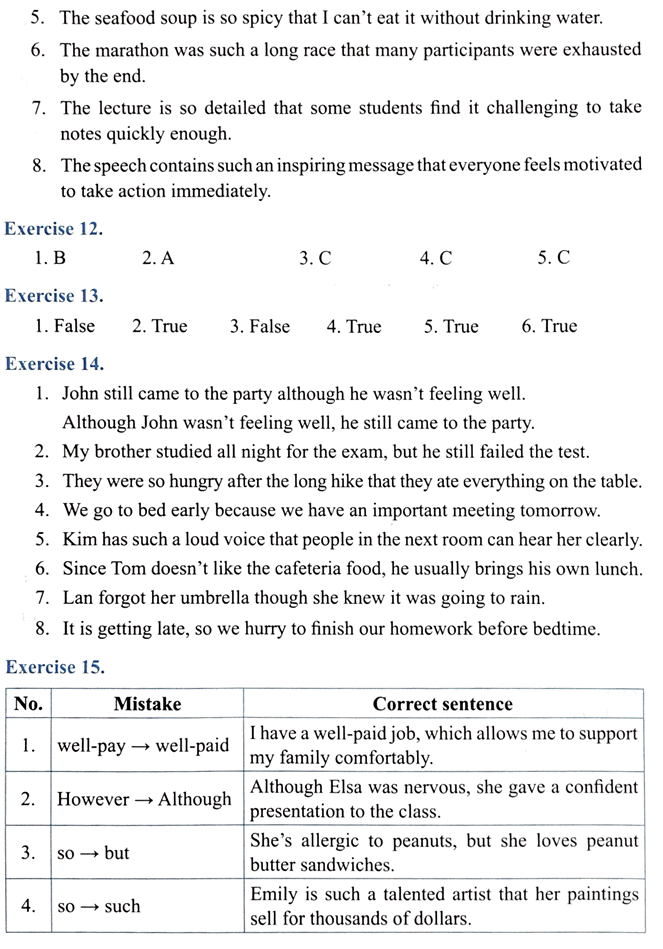 5. The seafood soup is so spicy that I can't eat it without drinking water.
6. The marathon was such a long race that many participants were exhausted
by the end.
7. The lecture is so detailed that some students find it challenging to take
notes quickly enough.
8. The speech contains such an inspiring message that everyone feels motivated
to take action immediately.
Exercise 12.
1. B 2. A 3. C 4. C 5. C
Exercise 13.
1. False 2. True 3. False 4. True 5. True 6. True
Exercise 14.
1. John still came to the party although he wasn't feeling well.
Although John wasn't feeling well, he still came to the party.
2. My brother studied all night for the exam, but he still failed the test.
3. They were so hungry after the long hike that they ate everything on the table.
4. We go to bed early because we have an important meeting tomorrow.
5. Kim has such a loud voice that people in the next room can hear her clearly.
6. Since Tom doesn't like the cafeteria food, he usually brings his own lunch.
7. Lan forgot her umbrella though she knew it was going to rain.
8. It is getting late, so we hurry to finish our homework before bedtime.
Exercise 15.
No. Mistake Correct sentence
1. well-pay → well-paid I have a well-paid job, which allows me to support
my family comfortably.
2. However → Although Although Elsa was nervous, she gave a confident
presentation to the class.
3. so → but She's allergic to peanuts, but she loves peanut
butter sandwiches.
4. so → such Emily is such a talented artist that her paintings
sell for thousands of dollars.